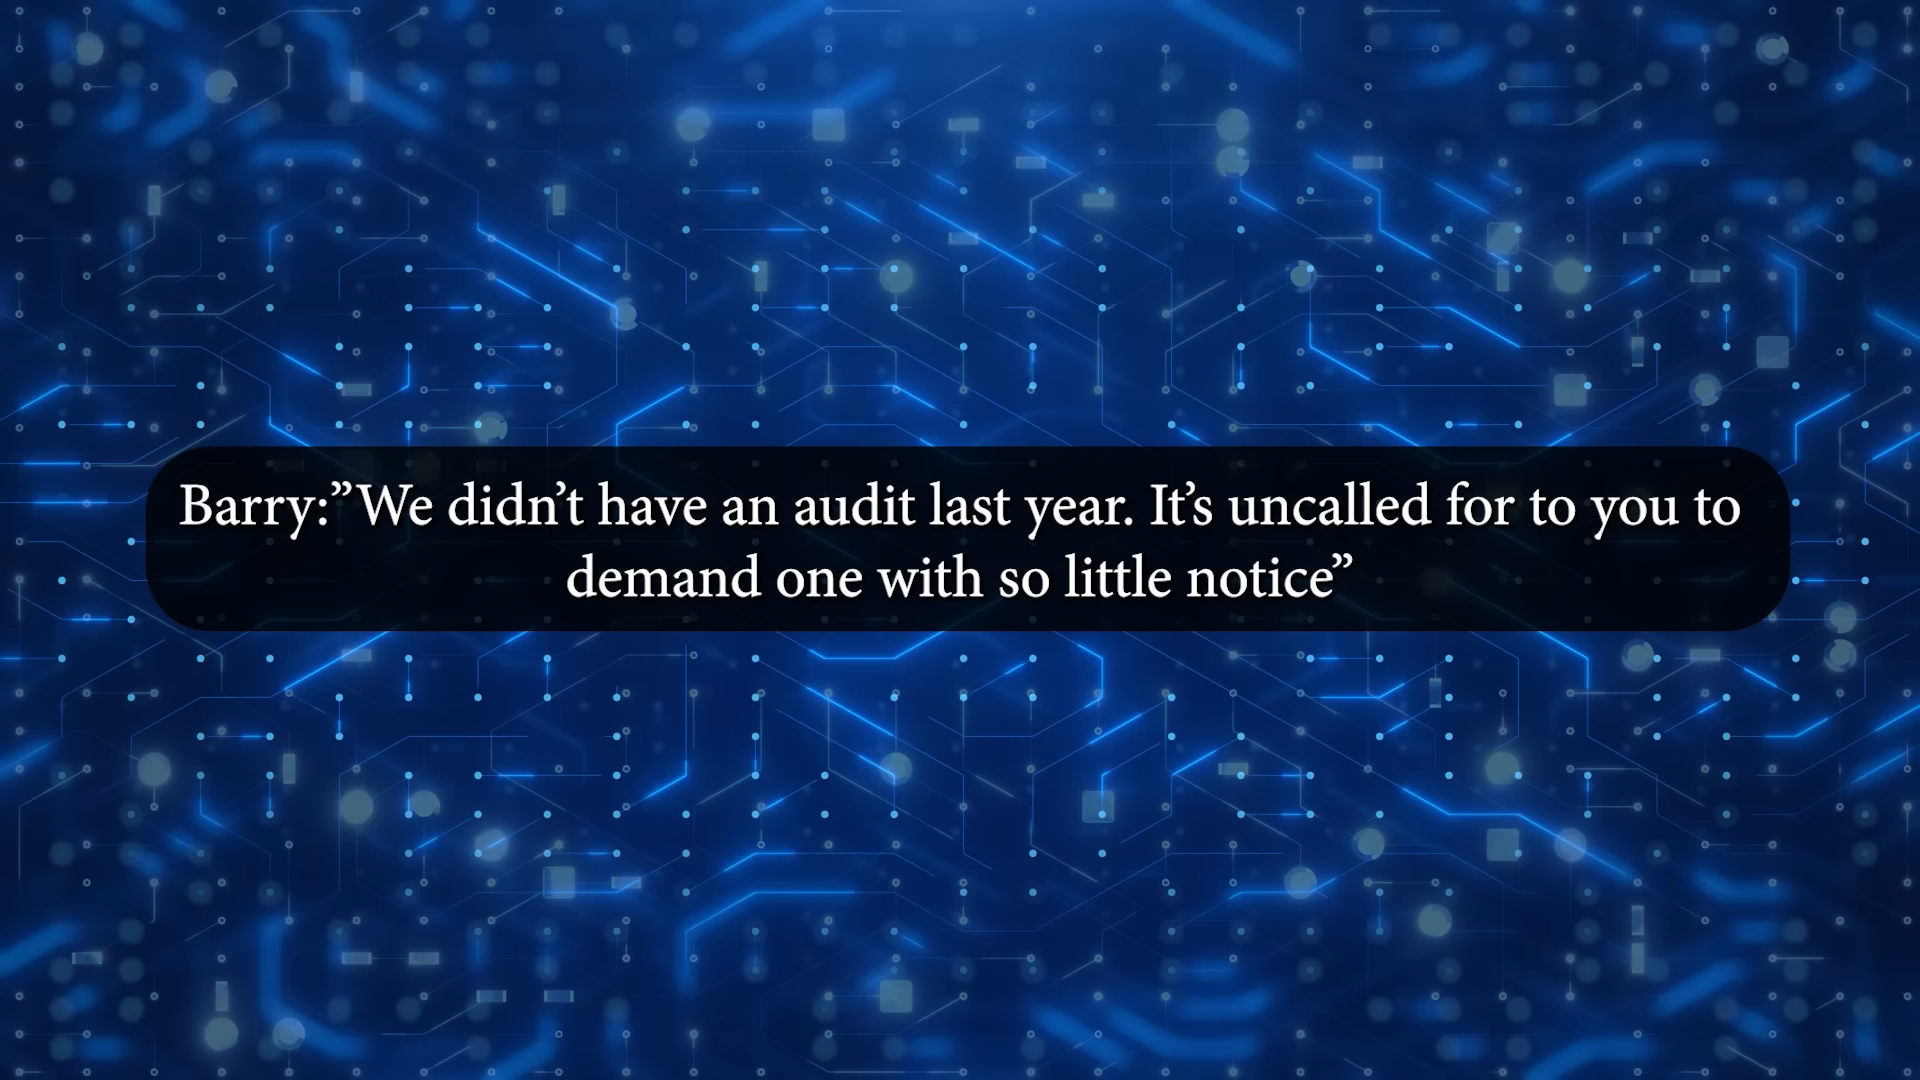 Barry:”We didn’t have an audit last year. It’s uncalled for to you to
demand one with so little notice”